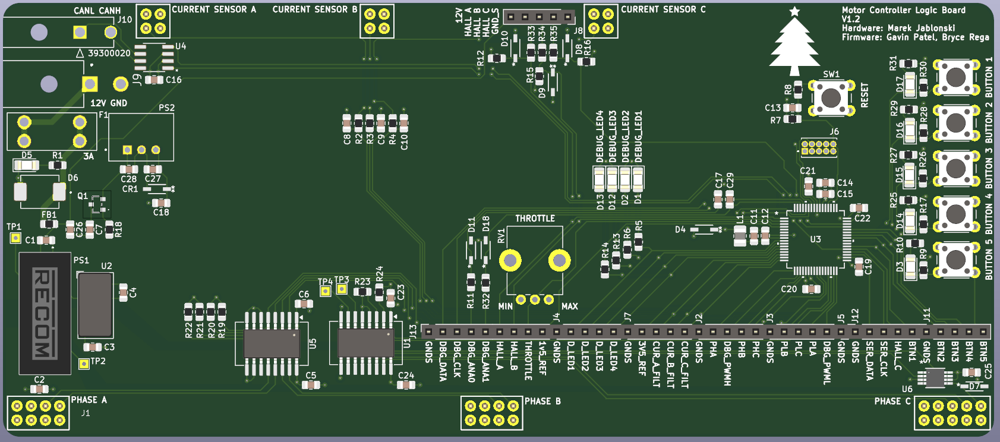 CANL CANH
J10
CURRENT SENSOR A
CURRENT SENSOR B
12V
HALL A
HALL B
HALL C
GND_S
J8
CURRENT SENSOR C
Motor Controller Logic Board
V1.2
Hardware: Marek Jablonski
Firmware: Gavin Patel, Bryce Rega
39300020
U4
J9
C16
12V GND
F1
PS2
3A
D5
R1
D6
C28
C27
CR1
C18
Q1
FB1
TP1
C1
C26
C7
R18
D10
R33
R34
R35
D8
R16
R12
R15
D9
C8
R2
R3
C9
R4
C10
DEBUG_LED4
DEBUG_LED3
DEBUG_LED2
DEBUG_LED1
D13
D12
D2
D1
SW1
R8
C13
R7
RESET
J6
R31
R30
D17
BUTTON 1
R29
R28
D16
BUTTON 2
R27
R26
D15
BUTTON 3
R25
R17
D14
BUTTON 4
R10
R9
D3
BUTTON 5
C21
C14
C15
C17
C29
C22
D4
L1
C11
C12
U3
C19
C20
THROTTLE
RV1
MIN
MAX
D11
D18
R11
R32
R14
R13
R6
R5
PS1
RECOM
U2
C4
C3
TP2
C2
R22
R21
R20
R19
C6
TP4
TP3
R23
R24
C23
U5
U1
C5
C24
J13
J4
J7
J2
J3
J5
J12
J11
GNDS
DBG_DATA
DBG_CLK
DBG_ANA0
DBG_ANA1
HALL_A
HALL_B
THROTTLE
1v5_REF
GNDS
D_LED1
D_LED2
D_LED3
D_LED4
GNDS
3V5_REF
CUR_A_FILT
CUR_B_FILT
CUR_C_FILT
GNDS
PHA
DBG_PWMH
PHB
PHC
GNDS
PLB
PLC
PLA
DBG_PWML
GNDS
GNDS
SER_DATA
SER_CLK
HALL_C
BTN1
GNDS
BTN2
BTN3
BTN4
BTN5
U6
C25
D7
PHASE A
J1
PHASE B
PHASE C